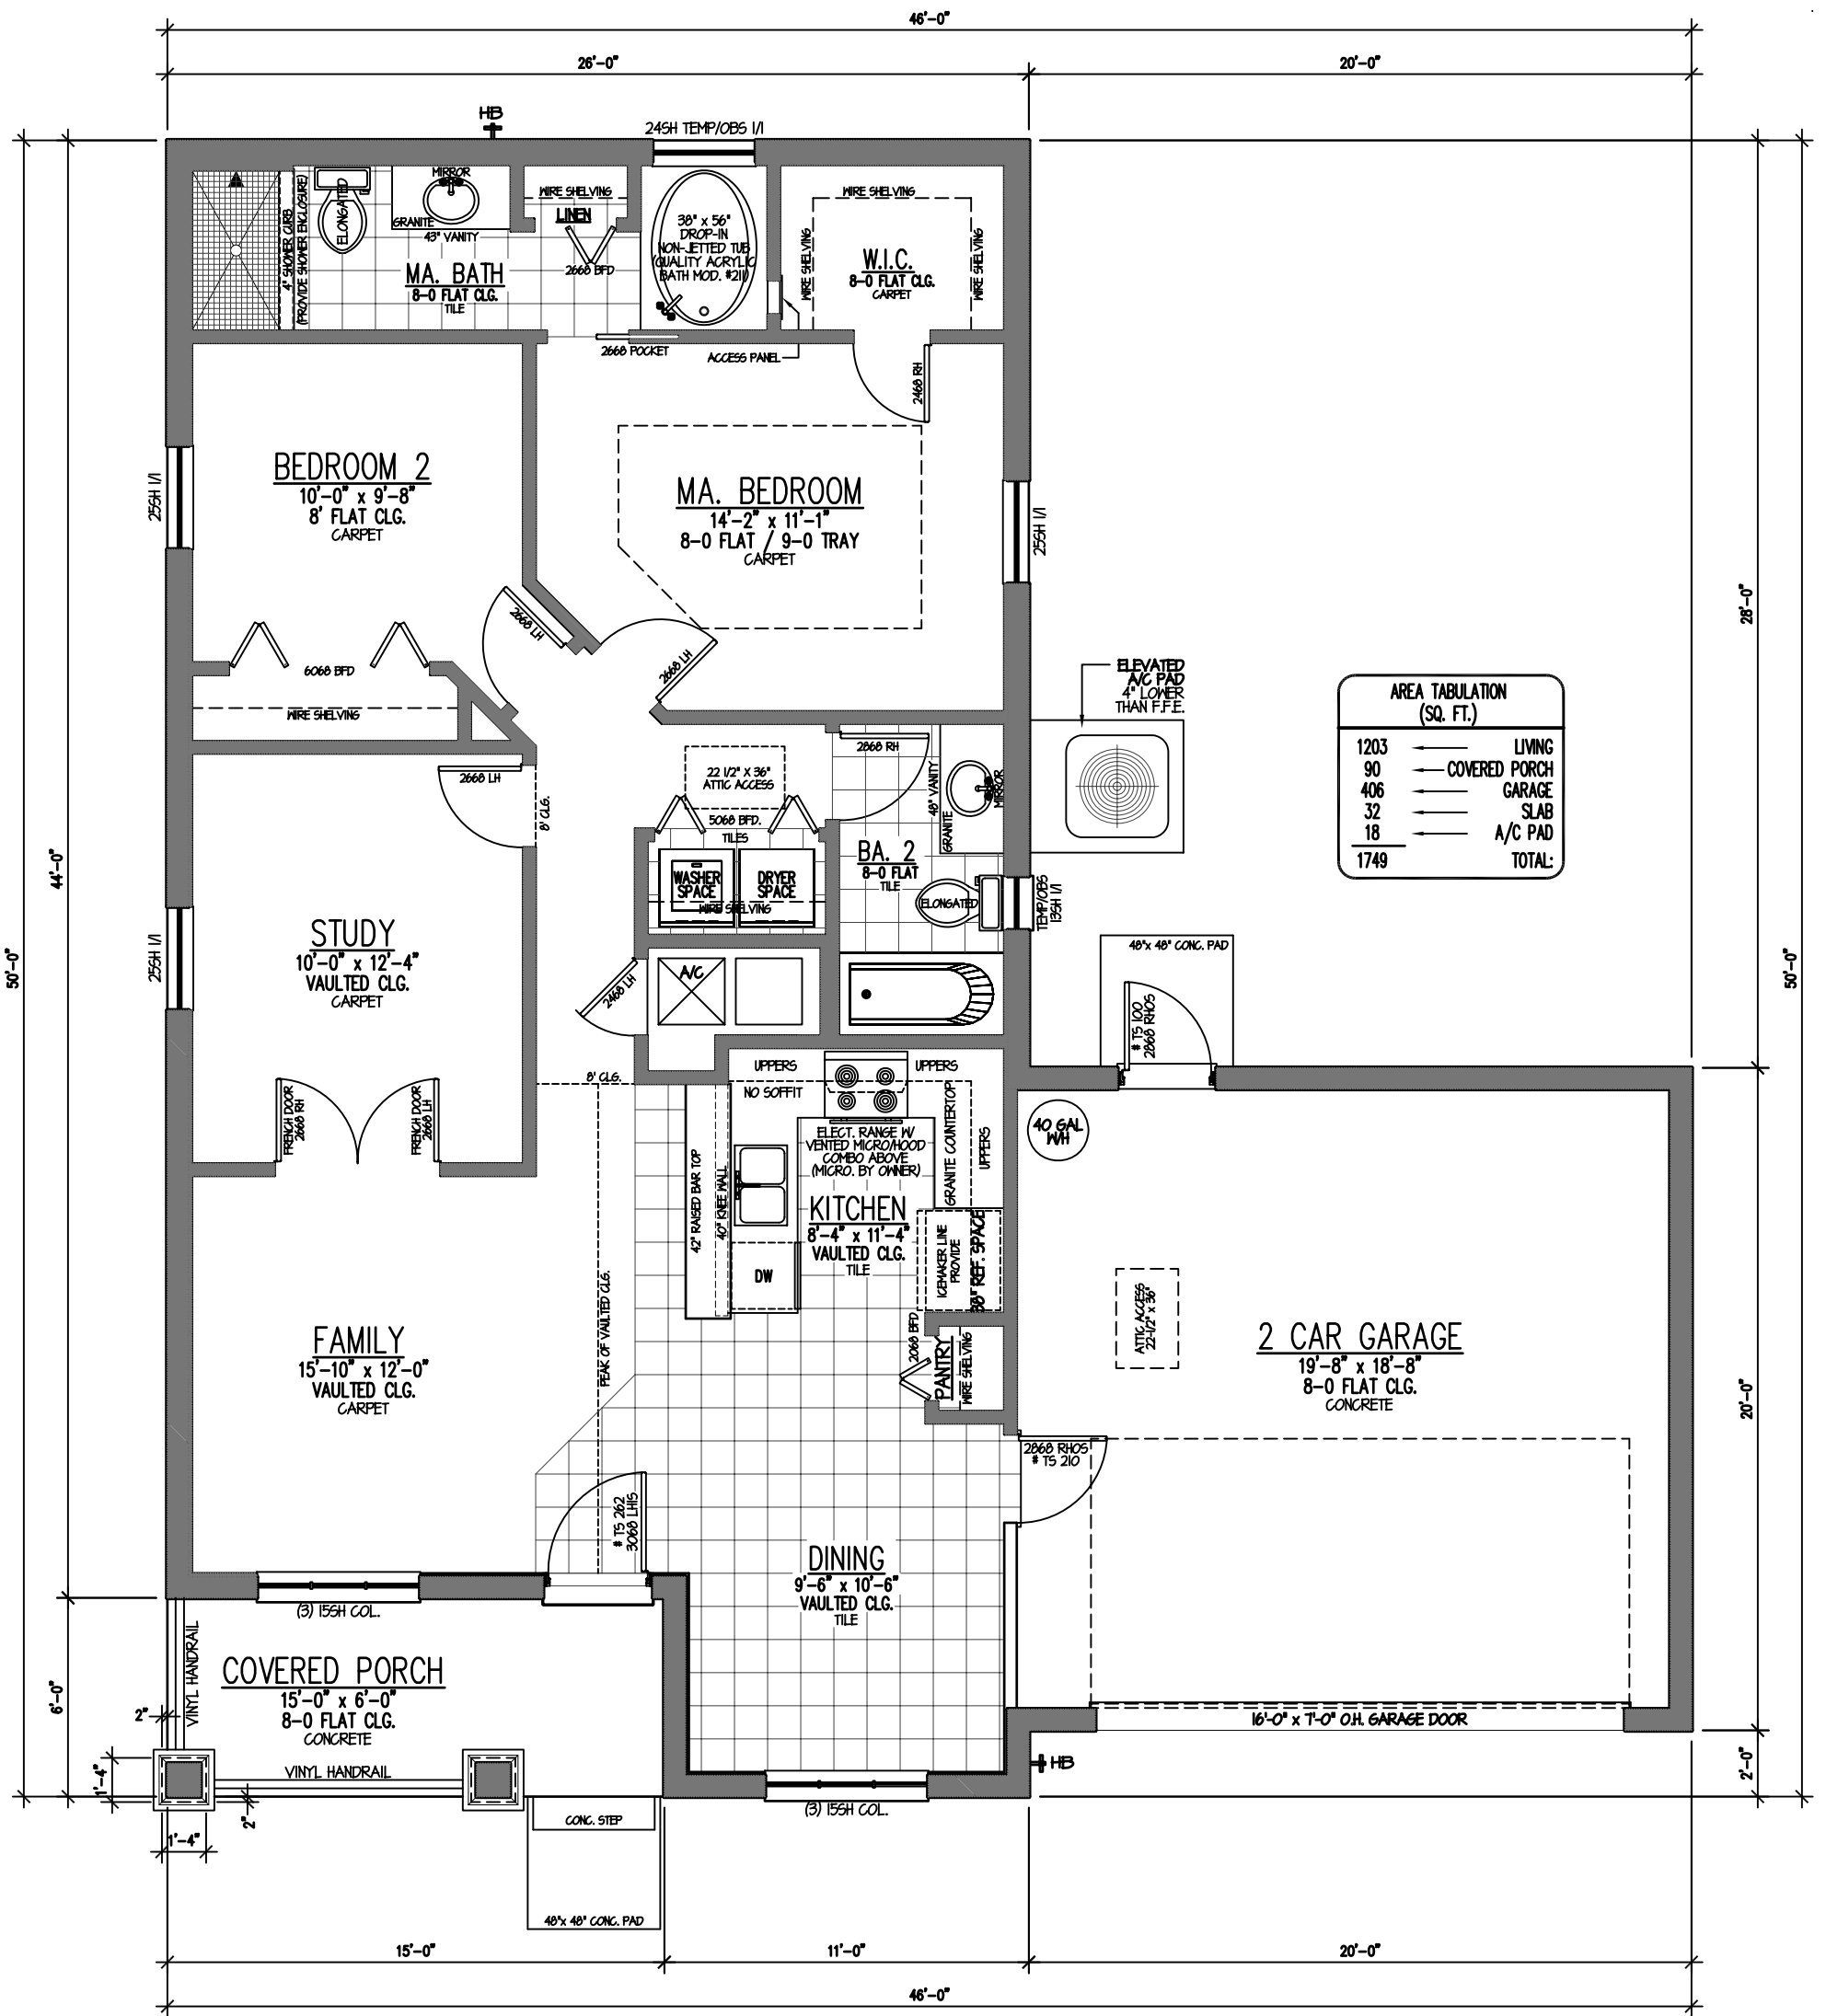 46'-0"
26'-0"
20'-0"
HB
24SH TEMP/OBS 1/1
4" SHOWER CURB
(PROVIDE SHOWER ENCLOSURE)
ELONGATED
MIRROR
GRANITE
43" VANITY
WIRE SHELVING
LINEN
2668 BFD
MA. BATH
8-0 FLAT CLG.
TILE
38" x 56"
DROP-IN
NON-JETTED TUB
(QUALITY ACRYLIC
BATH MOD. #211)
WIRE SHELVING
WIRE SHELVING
WIRE SHELVING
W.I.C.
8-0 FLAT CLG.
CARPET
2668 POCKET
ACCESS PANEL
2468 RH
BEDROOM 2
10'-0" x 9'-8"
8' FLAT CLG.
CARPET
25SH 1/1
MA. BEDROOM
14'-2" x 11'-1"
8-0 FLAT / 9-0 TRAY
CARPET
25SH 1/1
28'-0"
2668 LH
2668 LH
6068 BFD
WIRE SHELVING
ELEVATED
A/C PAD
4" LOWER
THAN F.F.E.
AREA TABULATION
(SQ. FT.)
1203 LIVING
90 COVERED PORCH
406 GARAGE
32 SLAB
18 A/C PAD
1749 TOTAL:
2668 LH
8' CLG.
22 1/2" X 36"
ATTIC ACCESS
5068 BFD.
TILES
WASHER
SPACE
DRYER
SPACE
WIRE SHELVING
2868 RH
48" VANITY
GRANITE
MIRROR
BA. 2
8-0 FLAT
TILE
ELONGATED
TEMP/OBS
13SH 1/1
44'-0"
50'-0"
50'-0"
STUDY
10'-0" x 12'-4"
VAULTED CLG.
CARPET
25SH 1/1
A/C
2468 LH
48"x 48" CONC. PAD
# TS 100
2868 RHOS
FRENCH DOOR
2668 RH
FRENCH DOOR
2668 LH
8' CLG.
UPPERS
UPPERS
NO SOFFIT
ELECT. RANGE W/
VENTED MICRO/HOOD
COMBO ABOVE
(MICRO. BY OWNER)
GRANITE COUNTERTOP
UPPERS
40 GAL
WH
42" RAISED BAR TOP
40" KNEE WALL
KITCHEN
8'-4" x 11'-4"
VAULTED CLG.
TILE
DW
ICEMAKER LINE
PROVIDE
36" REF. SPACE
PEAK OF VAULTED CLG.
FAMILY
15'-10" x 12'-0"
VAULTED CLG.
CARPET
2068 BFD
PANTRY
WIRE SHELVING
ATTIC ACCESS
22-1/2" x 36"
2 CAR GARAGE
19'-8" x 18'-8"
8-0 FLAT CLG.
CONCRETE
20'-0"
2868 RHOS
# TS 210
# TS 262
3068 LHIS
DINING
9'-6" x 10'-6"
VAULTED CLG.
TILE
(3) 15SH COL.
VINYL HANDRAIL
COVERED PORCH
15'-0" x 6'-0"
8-0 FLAT CLG.
CONCRETE
6'-0"
2"
16'-0" x 7'-0" O.H. GARAGE DOOR
HB
2'-0"
1'-4"
VINYL HANDRAIL
2"
1'-4"
CONC. STEP
(3) 15SH COL.
48"x 48" CONC. PAD
15'-0"
11'-0"
20'-0"
46'-0"